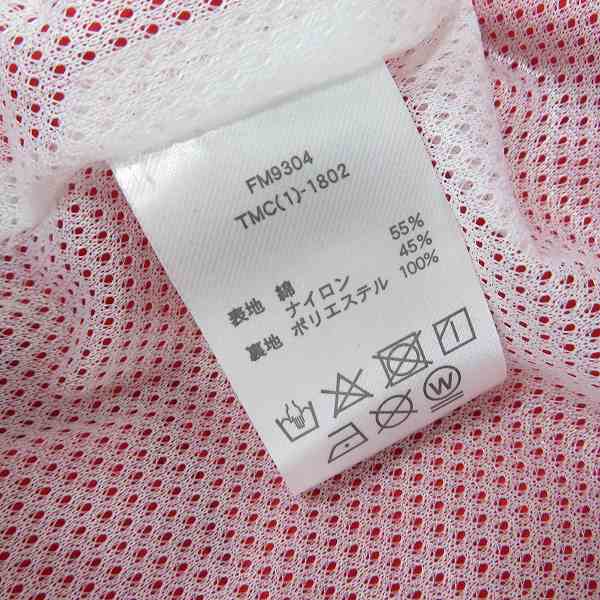 FM9304
TMC(1)-1802
表地 綿 55%
ナイロン 45%
裏地 ポリエステル 100%
W